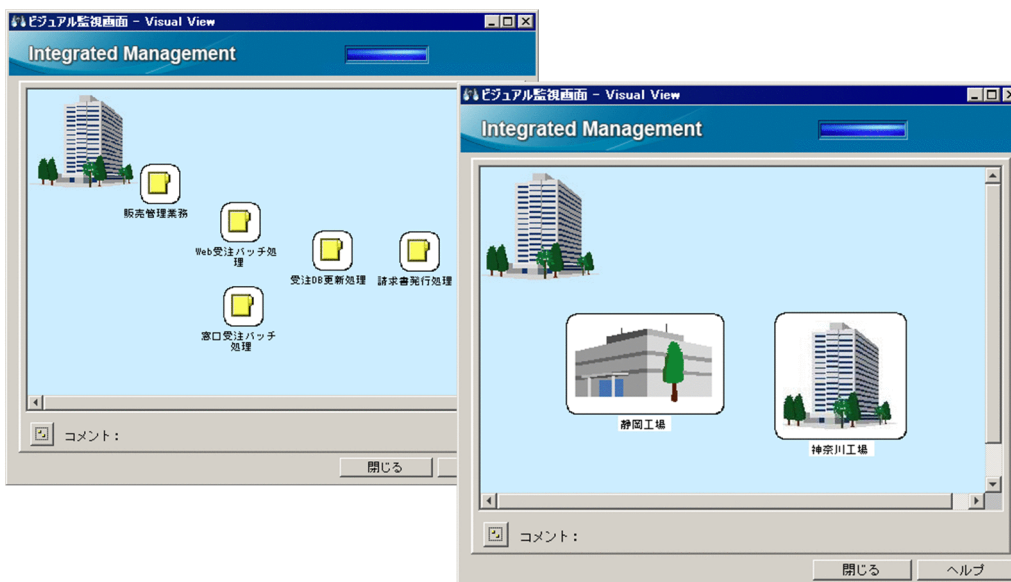 ビジュアル監視画面 - Visual View
Integrated Management
販売管理業務
Web受注バッチ処
理
受注DB更新処理
請求書発行処理
窓口受注バッチ
処理
コメント：
閉じる
ビジュアル監視画面 - Visual View
Integrated Management
静岡工場
神奈川工場
コメント：
閉じる
ヘルプ